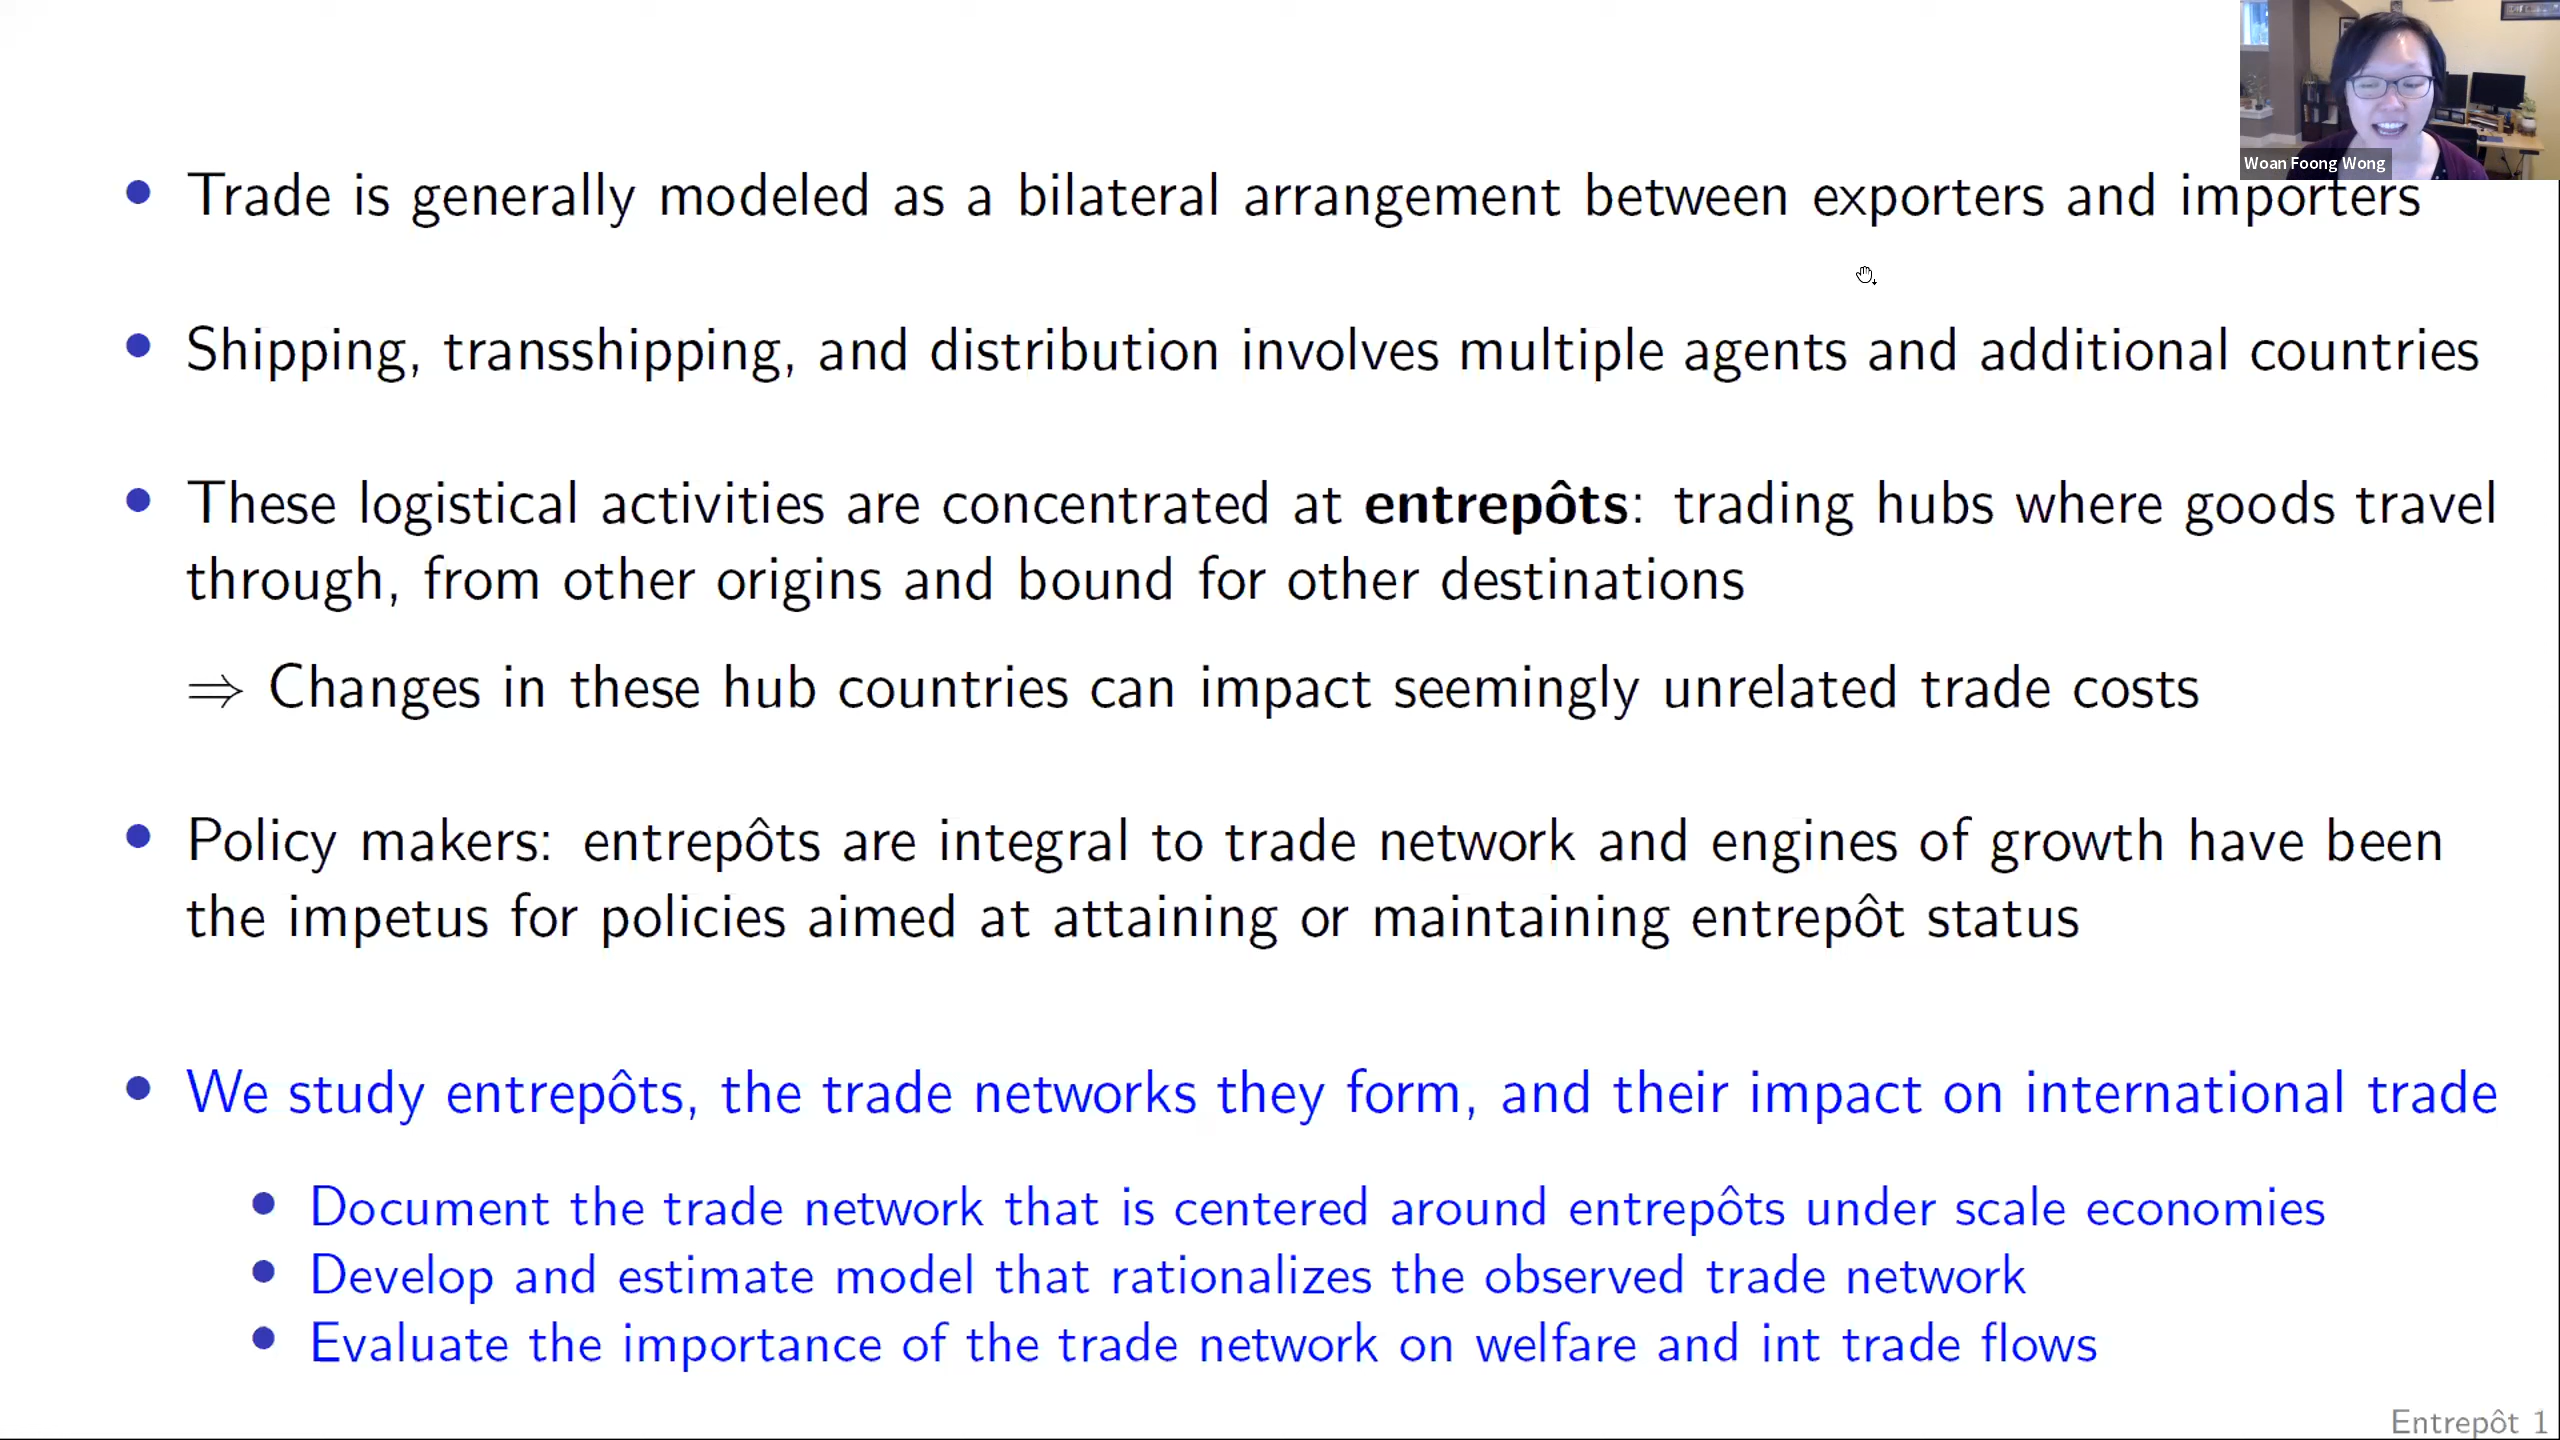 Woan Foong Wong
• Trade is generally modeled as a bilateral arrangement between exporters and importers
• Shipping, transshipping, and distribution involves multiple agents and additional countries
• These logistical activities are concentrated at entrepôts: trading hubs where goods travel
through, from other origins and bound for other destinations
⇒ Changes in these hub countries can impact seemingly unrelated trade costs
• Policy makers: entrepôts are integral to trade network and engines of growth have been
the impetus for policies aimed at attaining or maintaining entrepôt status
• We study entrepôts, the trade networks they form, and their impact on international trade
• Document the trade network that is centered around entrepôts under scale economies
• Develop and estimate model that rationalizes the observed trade network
• Evaluate the importance of the trade network on welfare and int trade flows
Entrepôt 1